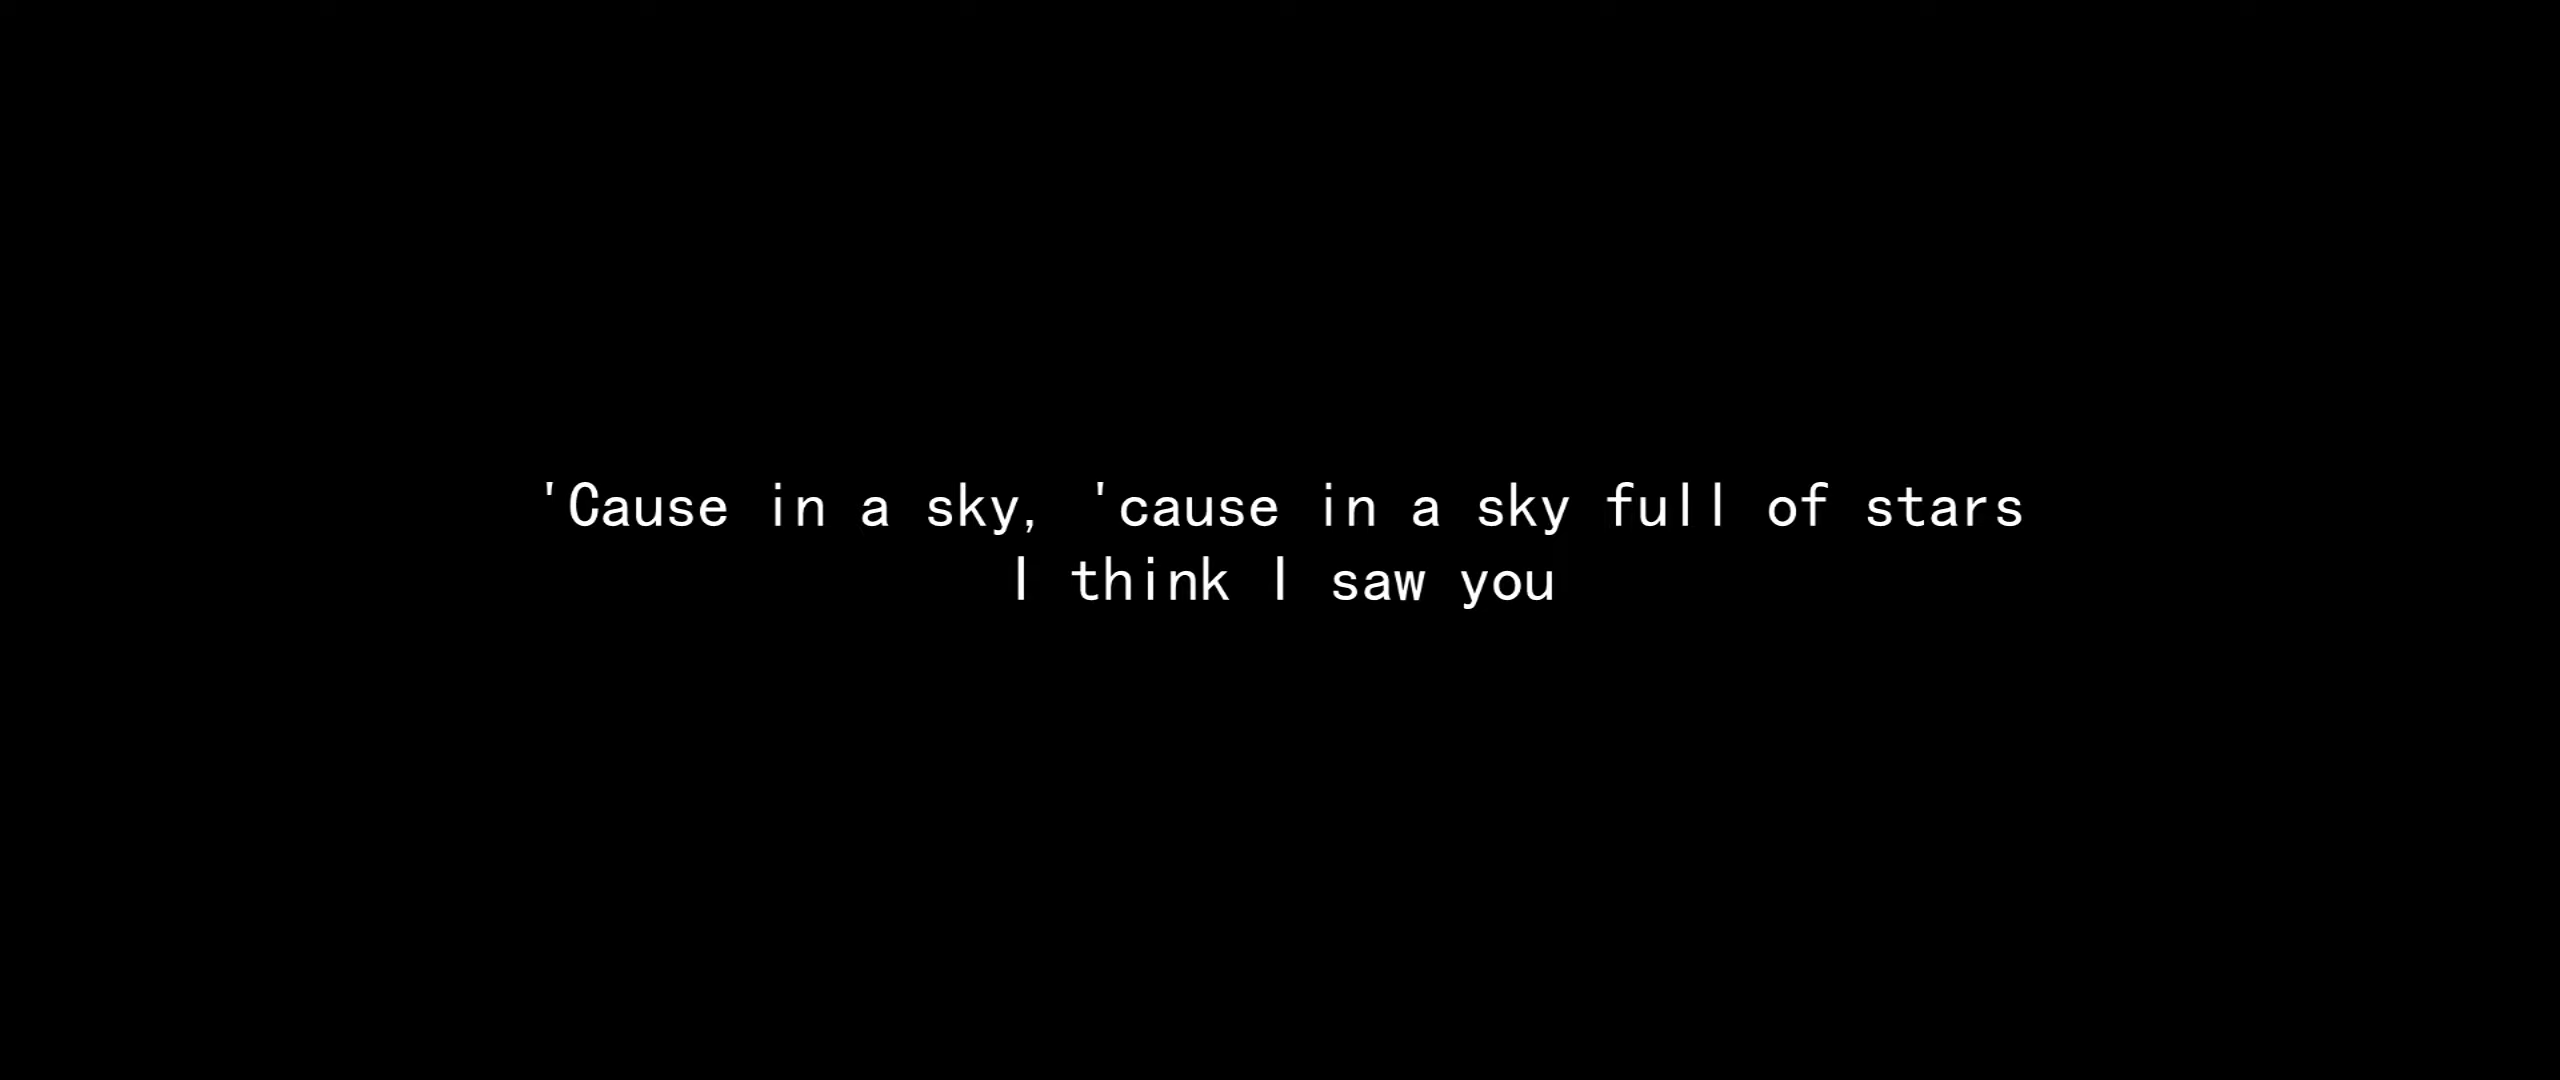 'Cause in a sky, 'cause in a sky full of stars
I think I saw you